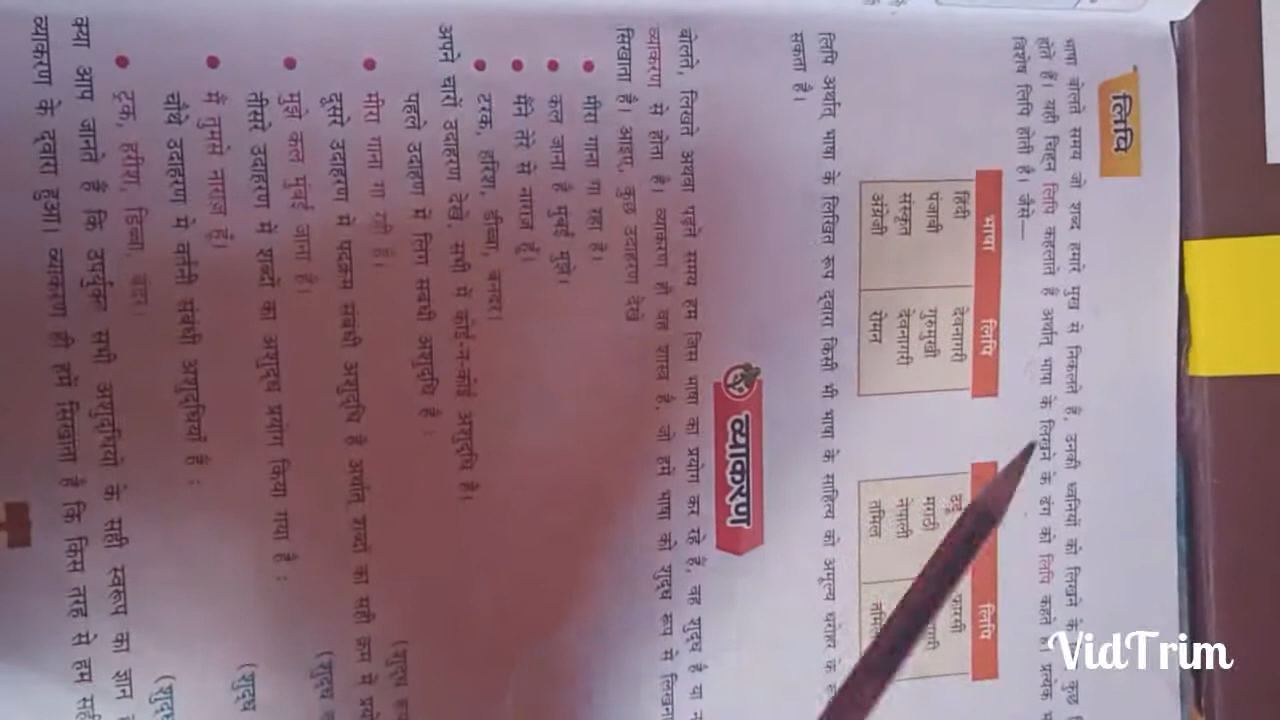 लिपि
भाषा बोलते समय जो शब्द हमारे मुख से निकलते हैं, उनकी ध्वनियों को लिखने के कुछ
होते हैं। यही चिह्न लिपि कहलाते हैं अर्थात् भाषा के लिखने के ढंग को लिपि कहते हैं प्रत्येक
विशेष लिपि होती है। जैसे—
भाषा लिपि लिपि
हिंदी देवनागरी फ़ारसी
पंजाबी गुरुमुखी मराठी
संस्कृत देवनागरी नेपाली
अंग्रेजी रोमन तमिल तमिल
लिपि अर्थात् भाषा के लिखित रूप द्वारा किसी भी भाषा के साहित्य को अमूल्य भंडार के
सकता है।
व्याकरण
बोलते, लिखते अथवा पढ़ते समय हम जिस भाषा का प्रयोग कर रहे हैं, वह शुद्ध है या
व्याकरण से होता है। व्याकरण ही वह शास्त्र है, जो हमें भाषा को शुद्ध रूप में लिखना
सिखाता है। आइए, कुछ उदाहरण देखें
• मीरा गाना गा रहा है।
• कल जाना है मुंबई मुझे।
• मैंने तेरे से नाराज हूँ।
• टरक, हरिश, डीब्बा,
अपने चारों उदाहरण देखे, सभी में कोई-न-कोई अशुद्धि है।
पहले उदाहरण में लिंग संबंधी अशुद्धि है :
• मीरा गाना गा रही है। (शुद्ध
दूसरे उदाहरण में पदक्रम संबंधी अशुद्धि है अर्थात् शब्दों का सही क्रम में
• मुझे कल मुंबई जाना है। (शुद्ध
तीसरे उदाहरण में शब्दों का अशुद्ध प्रयोग किया गया है :
• मैं तुमसे नाराज हूँ। (शुद्ध
चौथे उदाहरण में वर्तनी संबंधी अशुद्धियाँ हैं :
• ट्रक, डिब्बा, (शुद्ध
क्या आप जानते हैं कि उपर्युक्त सभी अशुद्धियों के सही स्वरूप का ज्ञान
व्याकरण के द्वारा हुआ। व्याकरण ही हमें सिखाता है कि किस तरह से हम
VidTrim